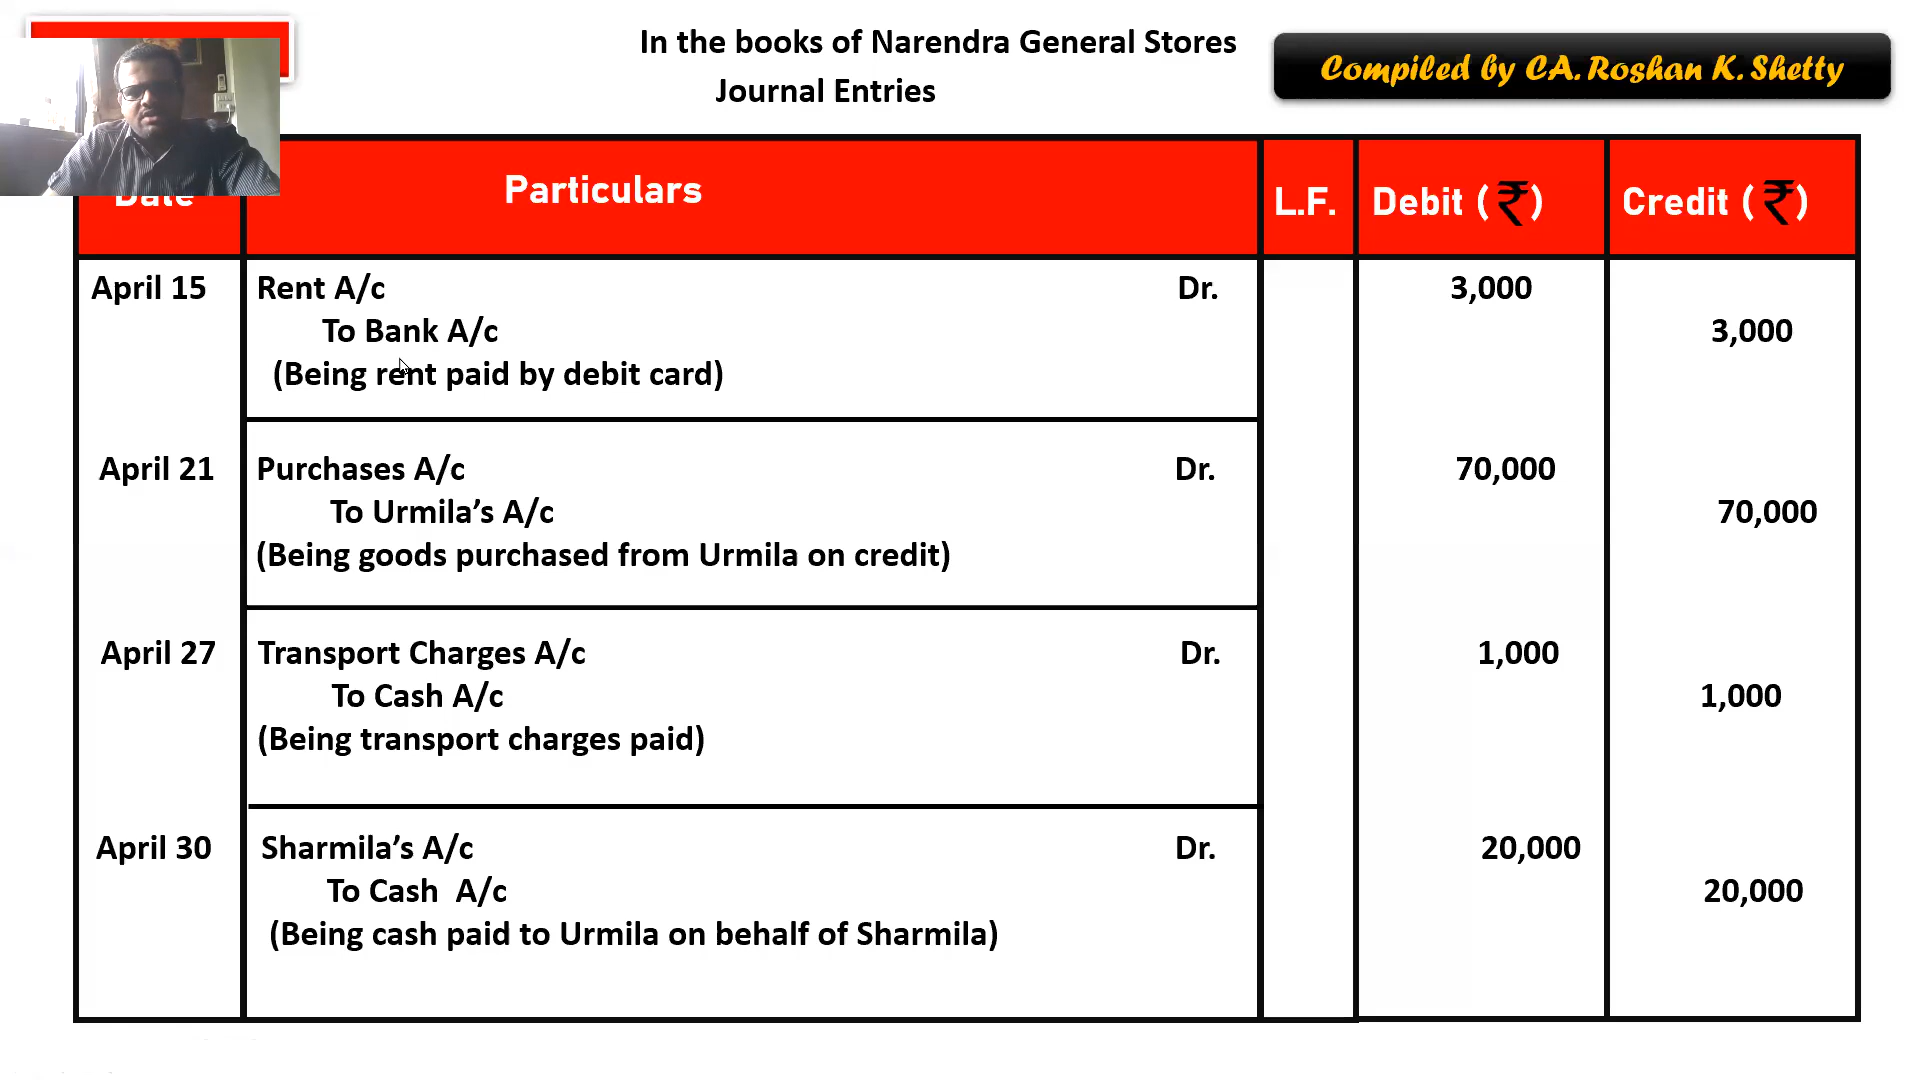 In the books of Narendra General Stores
Journal Entries
Compiled by CA. Roshan K. Shetty
Date Particulars L.F. Debit (₹) Credit (₹)
April 15 Rent A/c Dr. 3,000
To Bank A/c 3,000
(Being rent paid by debit card)
April 21 Purchases A/c Dr. 70,000
To Urmila’s A/c 70,000
(Being goods purchased from Urmila on credit)
April 27 Transport Charges A/c Dr. 1,000
To Cash A/c 1,000
(Being transport charges paid)
April 30 Sharmila’s A/c Dr. 20,000
To Cash A/c 20,000
(Being cash paid to Urmila on behalf of Sharmila)